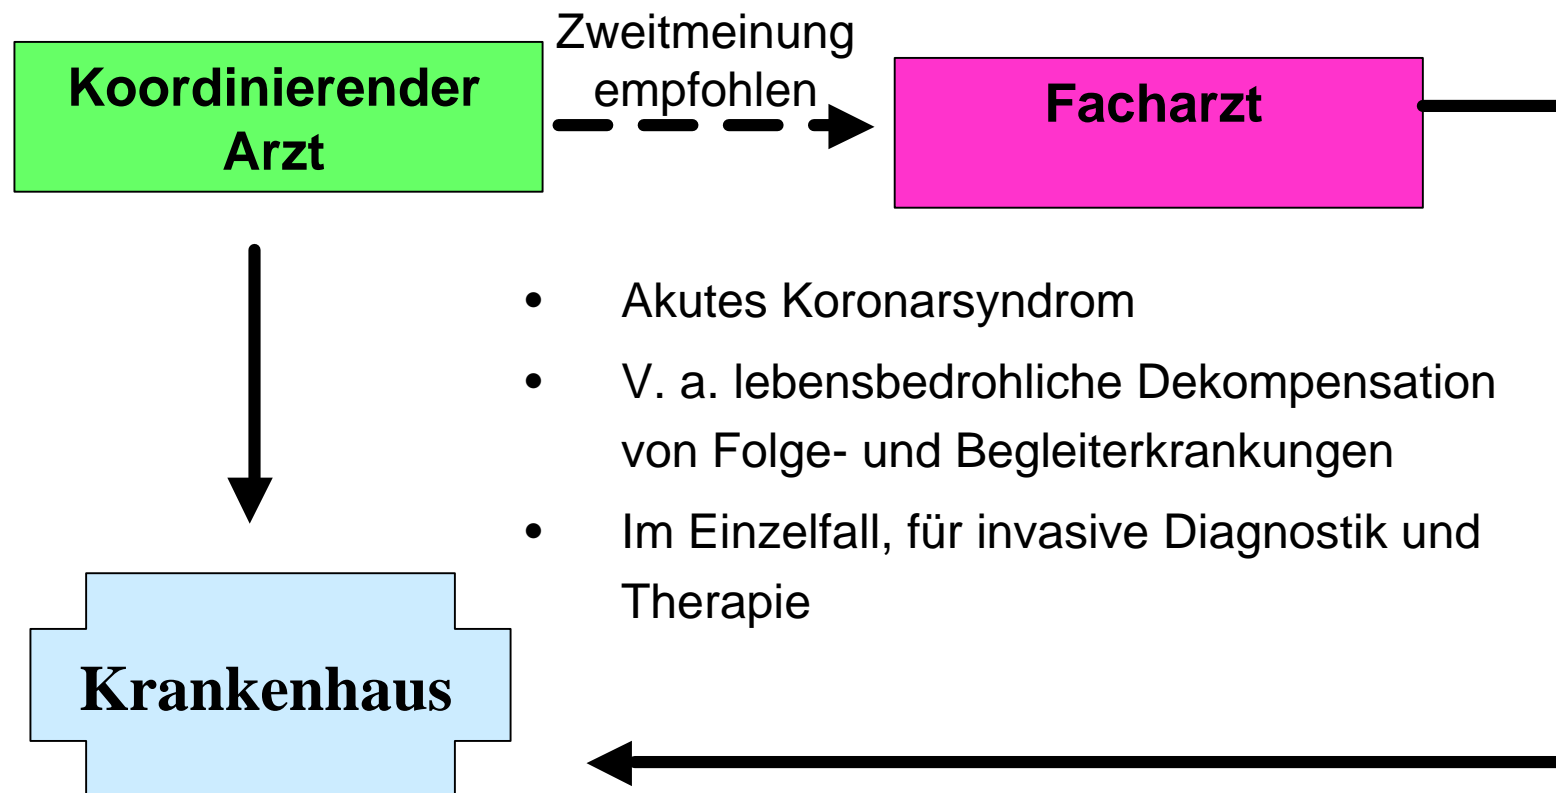 Zweitmeinung
empfohlen
Koordinierender
Arzt
Facharzt
• Akutes Koronarsyndrom
• V. a. lebensbedrohliche Dekompensation
von Folge- und Begleiterkrankungen
• Im Einzelfall, für invasive Diagnostik und
Therapie
Krankenhaus